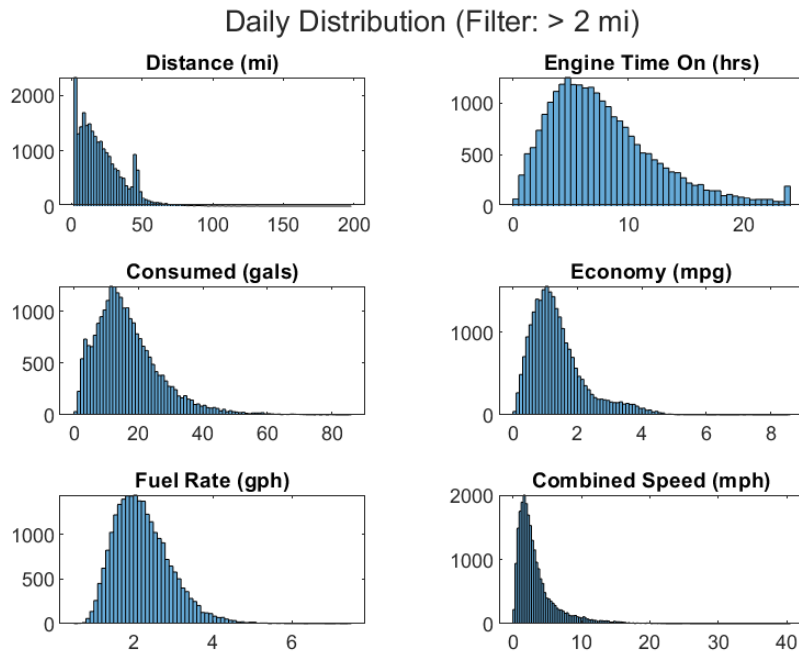 Daily Distribution (Filter: > 2 mi)
Distance (mi)
2000
1000
0
0 50 100 150 200
Engine Time On (hrs)
1000
500
0
0 10 20
Consumed (gals)
1000
500
0
0 20 40 60 80
Economy (mpg)
1000
0
0 2 4 6 8
Fuel Rate (gph)
1000
500
0
2 4 6
Combined Speed (mph)
2000
1000
0
0 10 20 30 40